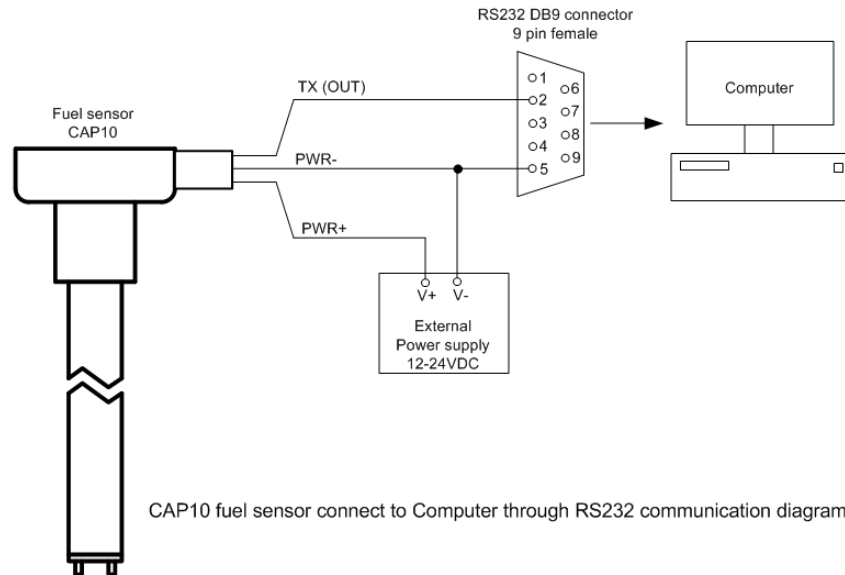 RS232 DB9 connector
9 pin female
1
6
2
7
3
8
4
9
5
Computer
TX (OUT)
Fuel sensor
CAP10
PWR-
PWR+
V+ V-
External
Power supply
12-24VDC
CAP10 fuel sensor connect to Computer through RS232 communication diagram